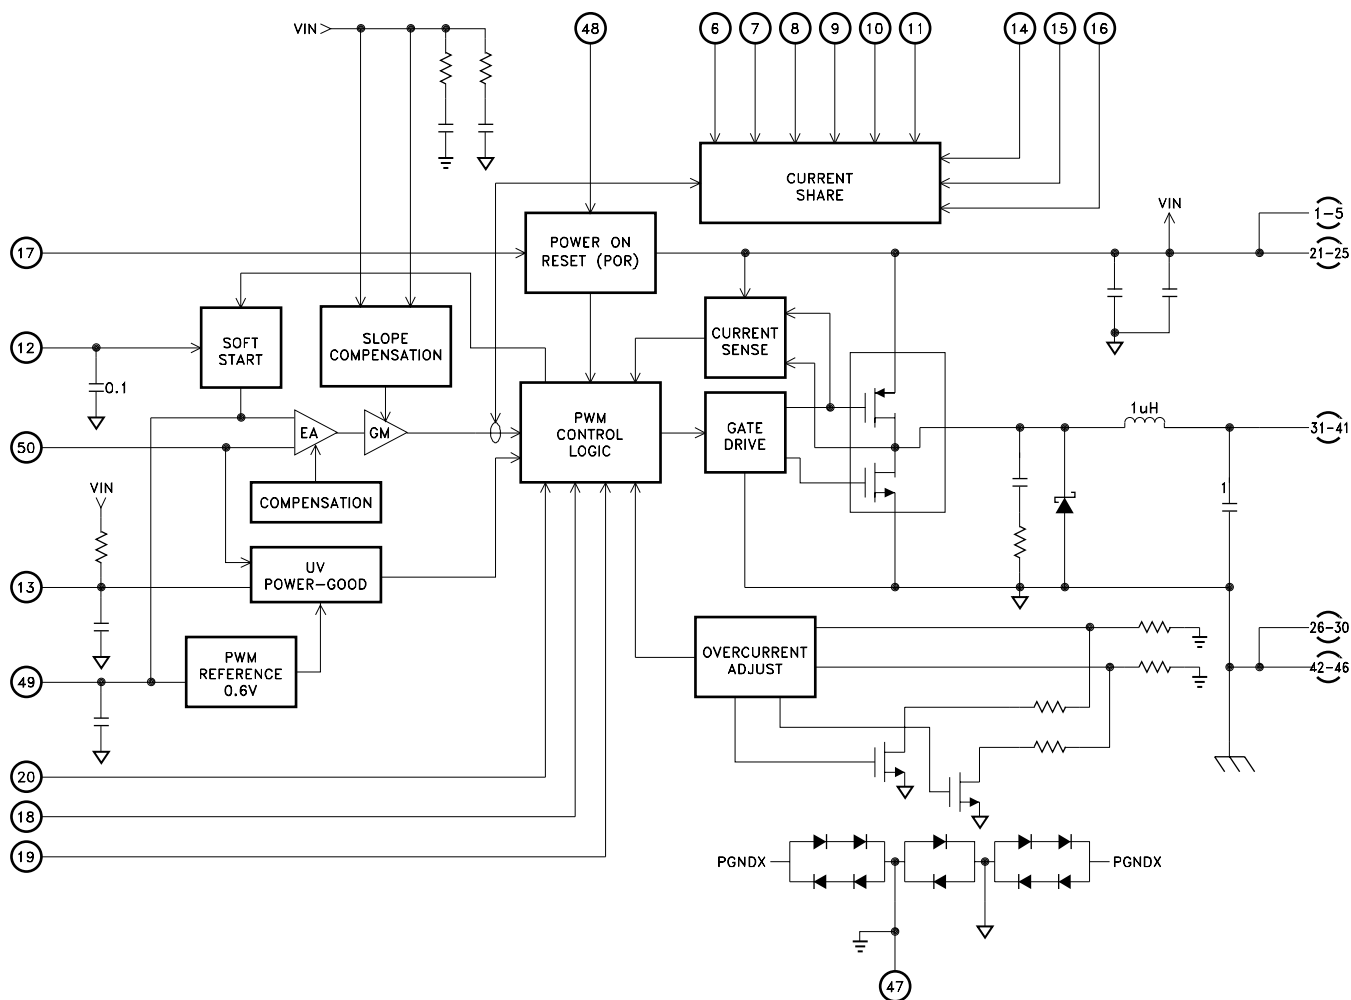 VIN
48
6
7
8
9
10
11
14
15
16
CURRENT
SHARE
VIN
1-5
17
POWER ON
RESET (POR)
21-25
12
SOFT
START
SLOPE
COMPENSATION
CURRENT
SENSE
0.1
1uH
EA
GM
PWM
CONTROL
LOGIC
GATE
DRIVE
31-41
50
VIN
COMPENSATION
1
13
UV
POWER-GOOD
26-30
49
PWM
REFERENCE
0.6V
OVERCURRENT
ADJUST
42-46
20
18
19
PGNDX
PGNDX
47